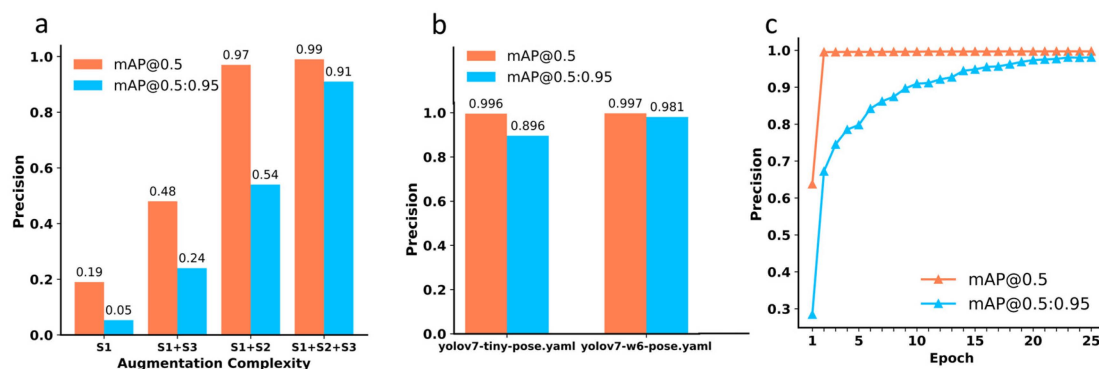 a
mAP@0.5
mAP@0.5:0.95
Precision
1.0
0.8
0.6
0.4
0.2
0.0
0.19
0.05
0.48
0.24
0.97
0.54
0.99
0.91
S1
S1+S3
S1+S2
S1+S2+S3
Augmentation Complexity
b
mAP@0.5
mAP@0.5:0.95
Precision
1.0
0.8
0.6
0.4
0.2
0.0
0.996
0.896
0.997
0.981
yolov7-tiny-pose.yaml
yolov7-w6-pose.yaml
c
Precision
1.0
0.9
0.8
0.7
0.6
0.5
0.4
0.3
mAP@0.5
mAP@0.5:0.95
1
5
10
15
20
25
Epoch